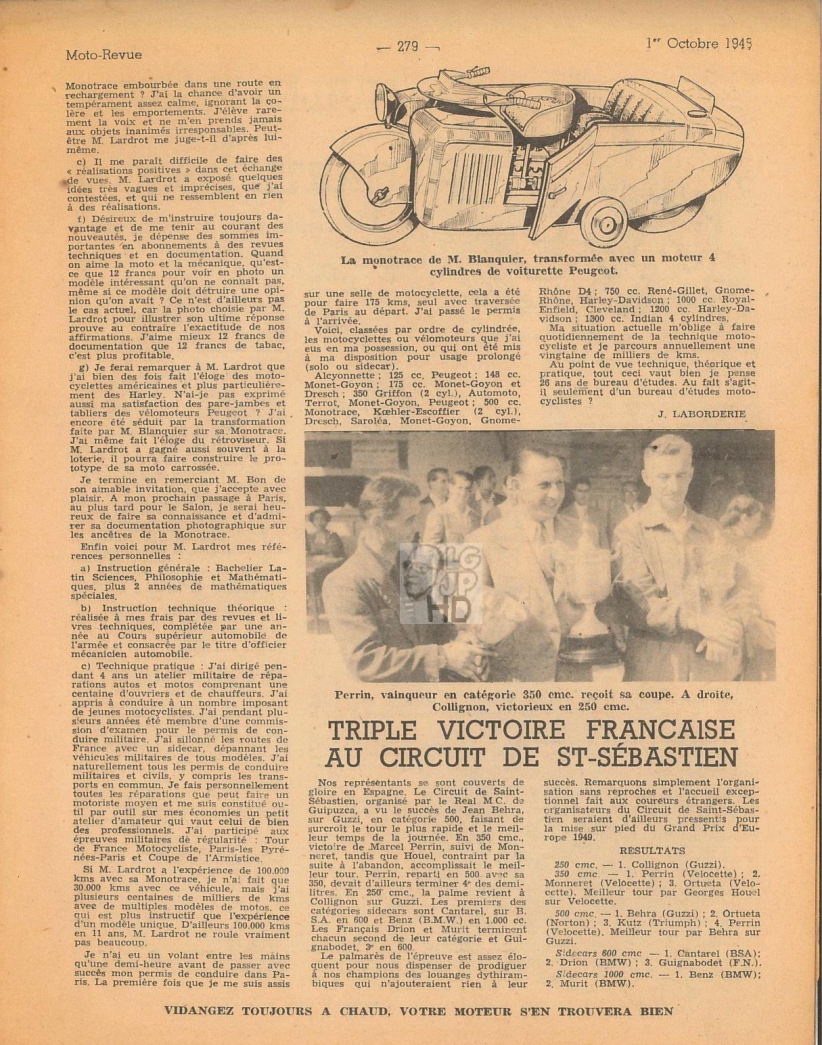 Moto-Revue
— 279 —
1er Octobre 1945
Monotrace embourbée dans une route en
rechargement ? J'ai la chance d'avoir un
tempérament assez calme, ignorant la co-
lère et les emportements. J'élève rare-
ment la voix et ne m'en prends jamais
aux objets inanimés irresponsables. Peut-
être M. Lardrot me juge-t-il d'après lui-
même.
e) Il me paraît difficile de faire des
« réalisations positives » dans cet échange
de vues. M. Lardrot a exposé quelques
idées très vagues et imprécises, que j'ai
contestées, et qui ne ressemblent en rien
à des réalisations.
f) Désireux de m'instruire toujours da-
vantage et de me tenir au courant des
nouveautés, je dépense des sommes im-
portantes en abonnements à des revues
techniques et en documentation. Quand
on aime la moto et la mécanique, qu'est-
ce que 12 francs pour voir en photo un
modèle intéressant qu'on ne connaît pas,
même si ce modèle doit détruire une opi-
nion qu'on avait ? Ce n'est d'ailleurs pas
le cas actuel, car la photo choisie par M.
Lardrot pour illustrer son ultime réponse
prouve au contraire l'exactitude de nos
affirmations. J'aime mieux 12 francs de
documentation que 12 francs de tabac,
c'est plus profitable.
g) Je ferai remarquer à M. Lardrot que
j'ai bien des fois fait l'éloge des moto-
cyclettes américaines et plus particulière-
ment des Harley. N'ai-je pas exprimé
aussi ma satisfaction des pare-jambes et
tabliers des vélomoteurs Peugeot ? J'ai
encore été séduit par la transformation
faite par M. Blanquier sur sa Monotrace.
J'ai même fait l'éloge du rétroviseur. Si
M. Lardrot a gagné aussi souvent à la
loterie, il pourra faire construire le pro-
totype de sa moto carrossée.
Je termine en remerciant M. Bon de
son aimable invitation, que j'accepte avec
plaisir. A mon prochain passage à Paris,
au plus tard pour le Salon, je serai heu-
reux de faire sa connaissance et d'admi-
rer sa documentation photographique sur
les ancêtres de la Monotrace.
Enfin voici pour M. Lardrot mes réfé-
rences personnelles :
a) Instruction générale : Bachelier La-
tin Sciences, Philosophie et Mathémati-
ques, plus 2 années de mathématiques
spéciales.
b) Instruction technique théorique :
réalisée à mes frais par des revues et li-
vres techniques, complétée par une an-
née au Cours supérieur automobile de
l'armée et consacrée par le titre d'officier
mécanicien automobile.
c) Technique pratique : J'ai dirigé pen-
dant 4 ans un atelier militaire de répa-
rations autos et motos comprenant une
centaine d'ouvriers et de chauffeurs. J'ai
appris à conduire à un nombre imposant
de jeunes motocyclistes. J'ai pendant plu-
sieurs années été membre d'une commis-
sion d'examen pour le permis de con-
duire militaire. J'ai sillonné les routes de
France avec un sidecar, dépannant les
véhicules militaires de tous modèles. J'ai
naturellement tous les permis de conduire
militaires et civils, y compris les trans-
ports en commun. Je fais personnellement
toutes les réparations que peut faire un
motoriste moyen et me suis constitué ou-
til par outil sur mes économies un petit
atelier d'amateur qui vaut celui de bien
des professionnels. J'ai participé aux
épreuves militaires de régularité : Tour
de France Motocycliste, Paris-les Pyré-
nées-Paris et Coupe de l'Armistice.
Si M. Lardrot a l'expérience de 100.000
kms avec sa Monotrace, je n'ai fait que
30.000 kms avec ce véhicule, mais j'ai
plusieurs centaines de milliers de kms
avec de multiples modèles de motos, ce
qui est plus instructif que l'expérience
d'un modèle unique. D'ailleurs 100.000 kms
en 11 ans, M. Lardrot ne roule vraiment
pas beaucoup.
Je n'ai eu un volant entre les mains
qu'une demi-heure avant de passer avec
succès mon permis de conduire dans Pa-
ris. La première fois que je me suis assis
La monotrace de M. Blanquier, transformée avec un moteur 4
cylindres de voiturette Peugeot.
sur une selle de motocyclette, cela a été
pour faire 175 kms, seul avec traversée
de Paris au départ. J'ai passé le permis
à l'arrivée.
Voici, classées par ordre de cylindrée,
les motocyclettes ou vélomoteurs que j'ai
eus en ma possession, ou qui ont été mis
à ma disposition pour usage prolongé
(solo ou sidecar).
Alcyonnette ; 125 cc. Peugeot ; 148 cc.
Monet-Goyon ; 175 cc. Monet-Goyon et
Dresch ; 350 Griffon (2 cyl.), Automoto,
Terrot, Monet-Goyon, Peugeot ; 500 cc.
Monotrace, Kœhler-Escoffier (2 cyl.),
Dresch, Saroléa, Monet-Goyon, Gnome-
Rhône D4 ; 750 cc. René-Gillet, Gnome-
Rhône, Harley-Davidson ; 1000 cc. Royal-
Enfield, Cleveland ; 1200 cc. Harley-Da-
vidson ; 1300 cc. Indian 4 cylindres.
Ma situation actuelle m'oblige à faire
quotidiennement de la technique moto-
cycliste et je parcours annuellement une
vingtaine de milliers de kms.
Au point de vue technique, théorique et
pratique, tout ceci vaut bien je pense
26 ans de bureau d'études. Au fait s'agit-
il seulement d'un bureau d'études moto-
cyclistes ?
J. LABORDERIE
BIG
JP
HD
Perrin, vainqueur en catégorie 350 cmc. reçoit sa coupe. A droite,
Collignon, victorieux en 250 cmc.
TRIPLE VICTOIRE FRANCAISE
AU CIRCUIT DE ST-SÉBASTIEN
Nos représentants se sont couverts de
gloire en Espagne. Le Circuit de Saint-
Sébastien, organisé par le Real M.C. de
Guipuzca, a vu le succès de Jean Behra,
sur Guzzi, en catégorie 500, faisant de
surcroît le tour le plus rapide et le meil-
leur temps de la journée. En 350 cmc.,
victoire de Marcel Perrin, suivi de Mon-
neret, tandis que Houel, contraint par la
suite à l'abandon, accomplissait le meil-
leur tour. Perrin, reparti en 500 avec sa
350, devait d'ailleurs terminer 4e des demi-
litres. En 250 cmc., la palme revient à
Collignon sur Guzzi. Les premiers des
catégories sidecars sont Cantarel, sur B.
S.A. en 600 et Benz (B.M.W.) en 1.000 cc.
Les Français Drion et Murit terminent
chacun second de leur catégorie et Gui-
gnabodet, 3e en 600.
Le palmarès de l'épreuve est assez élo-
quent pour nous dispenser de prodiguer
à nos champions des louanges dythiram-
biques qui n'ajouteraient rien à leur
succès. Remarquons simplement l'organi-
sation sans reproches et l'accueil excep-
tionnel fait aux coureurs étrangers. Les
organisateurs du Circuit de Saint-Sébas-
tien seraient d'ailleurs pressentis pour
la mise sur pied du Grand Prix d'Eu-
rope 1949.
RESULTATS
250 cmc. — 1. Collignon (Guzzi).
350 cmc. — 1. Perrin (Velocette) ; 2.
Monneret (Velocette) ; 3. Ortueta (Velo-
cette). Meilleur tour par Georges Houel
sur Velocette.
500 cmc. — 1. Behra (Guzzi) ; 2. Ortueta
(Norton) ; 3. Kutz (Triumph) ; 4. Perrin
(Velocette). Meilleur tour par Behra sur
Guzzi.
Sidecars 600 cmc — 1. Cantarel (BSA) ;
2. Drion (BMW) ; 3. Guignabodet (F.N.).
Sidecars 1000 cmc. — 1. Benz (BMW) ;
2. Murit (BMW).
VIDANGEZ TOUJOURS A CHAUD, VOTRE MOTEUR S'EN TROUVERA BIEN